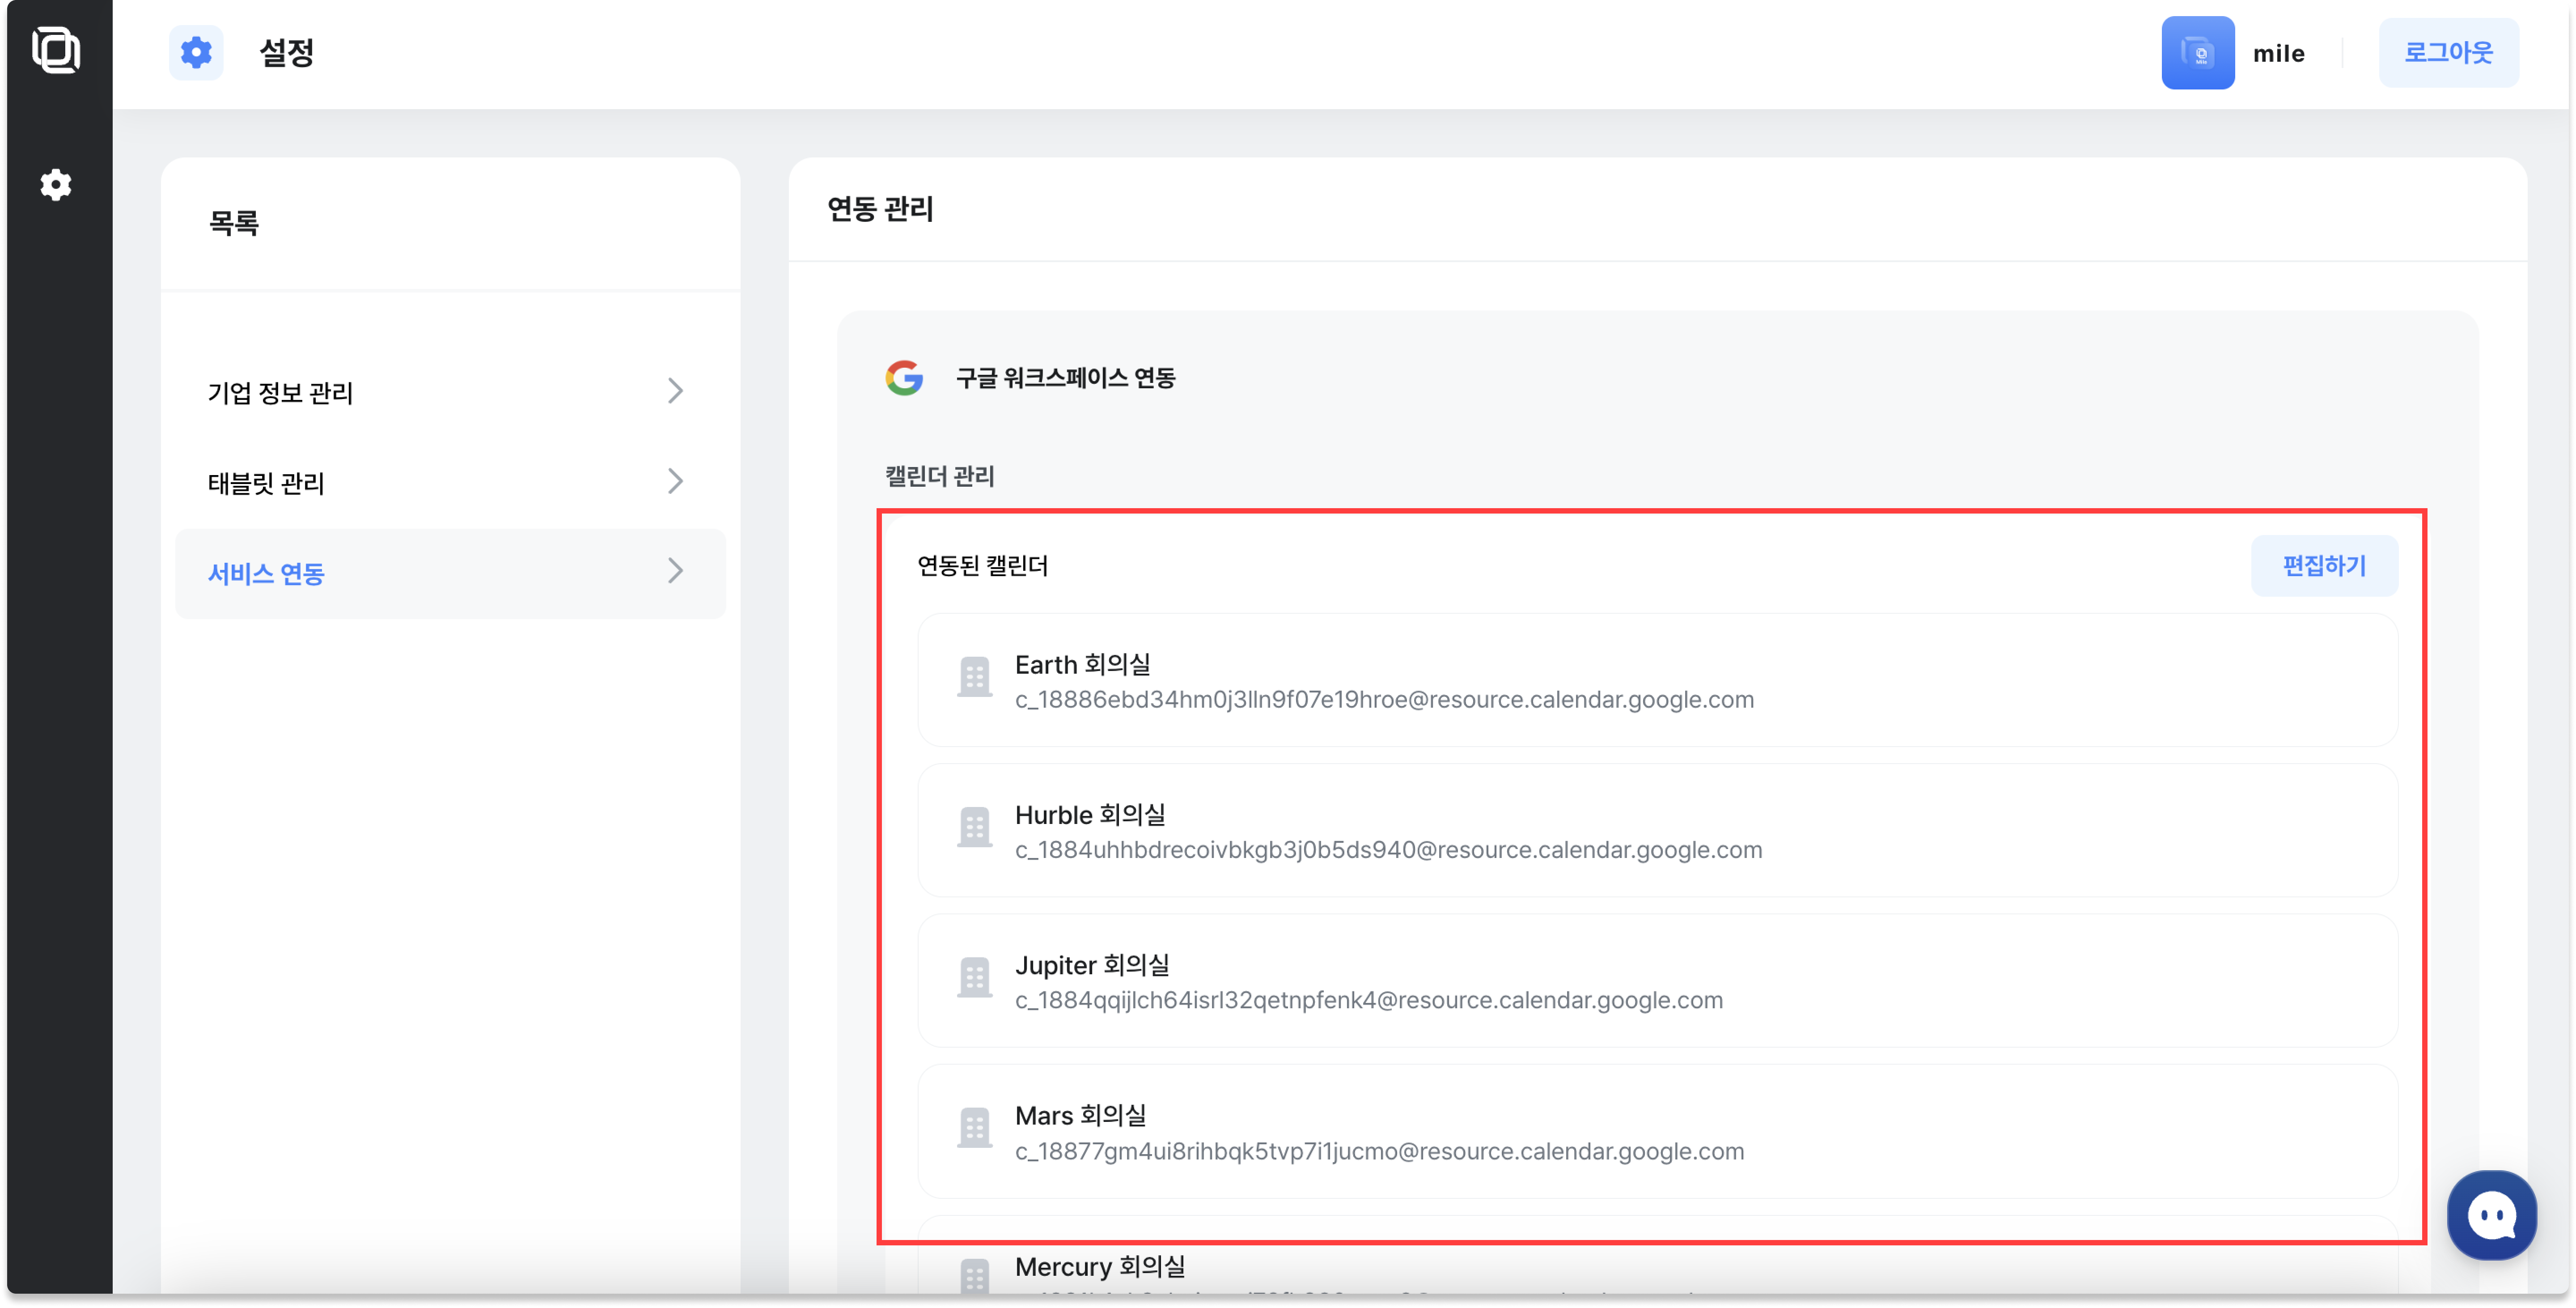 설정
mile
로그아웃
목록
기업 정보 관리
태블릿 관리
서비스 연동
연동 관리
구글 워크스페이스 연동
캘린더 관리
연동된 캘린더
편집하기
Earth 회의실
c_18886ebd34hm0j3lln9f07e19hroe@resource.calendar.google.com
Hurble 회의실
c_1884uhhbdrecoivbkgb3j0b5ds940@resource.calendar.google.com
Jupiter 회의실
c_1884qqijlch64isrl32qetnpfenk4@resource.calendar.google.com
Mars 회의실
c_18877gm4ui8rihbqk5tvp7i1jucmo@resource.calendar.google.com
Mercury 회의실